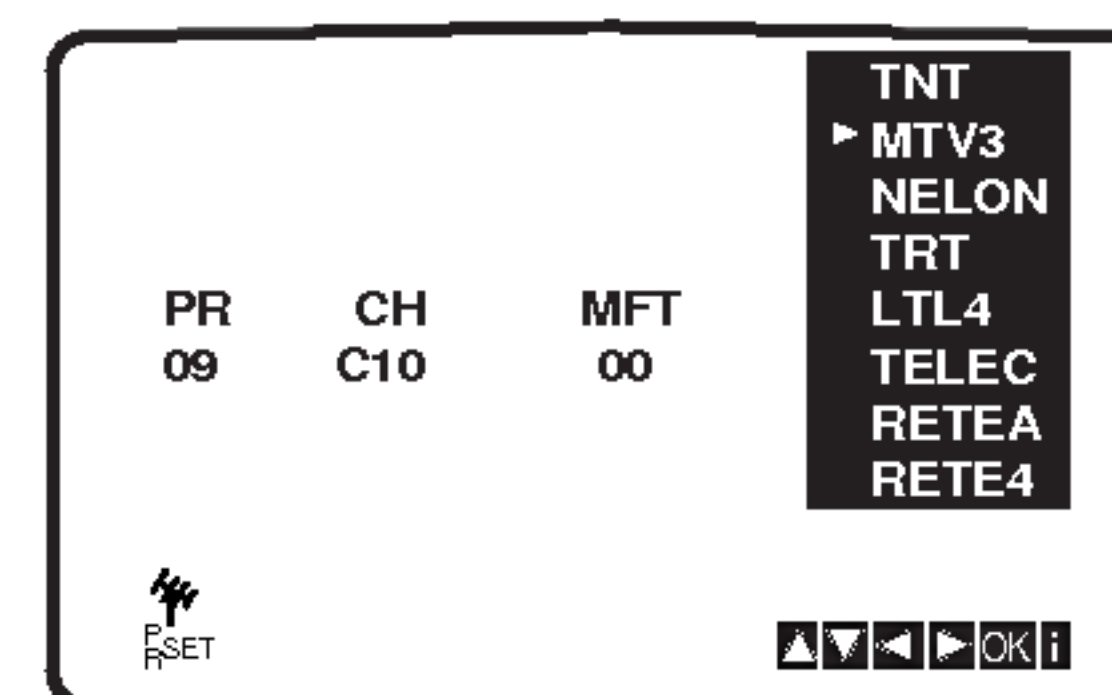 TNT
MTV3
NELON
TRT
PR CH MFT LTL4
09 C10 00 TELEC
RETEA
RETE4
PR SET
OK i